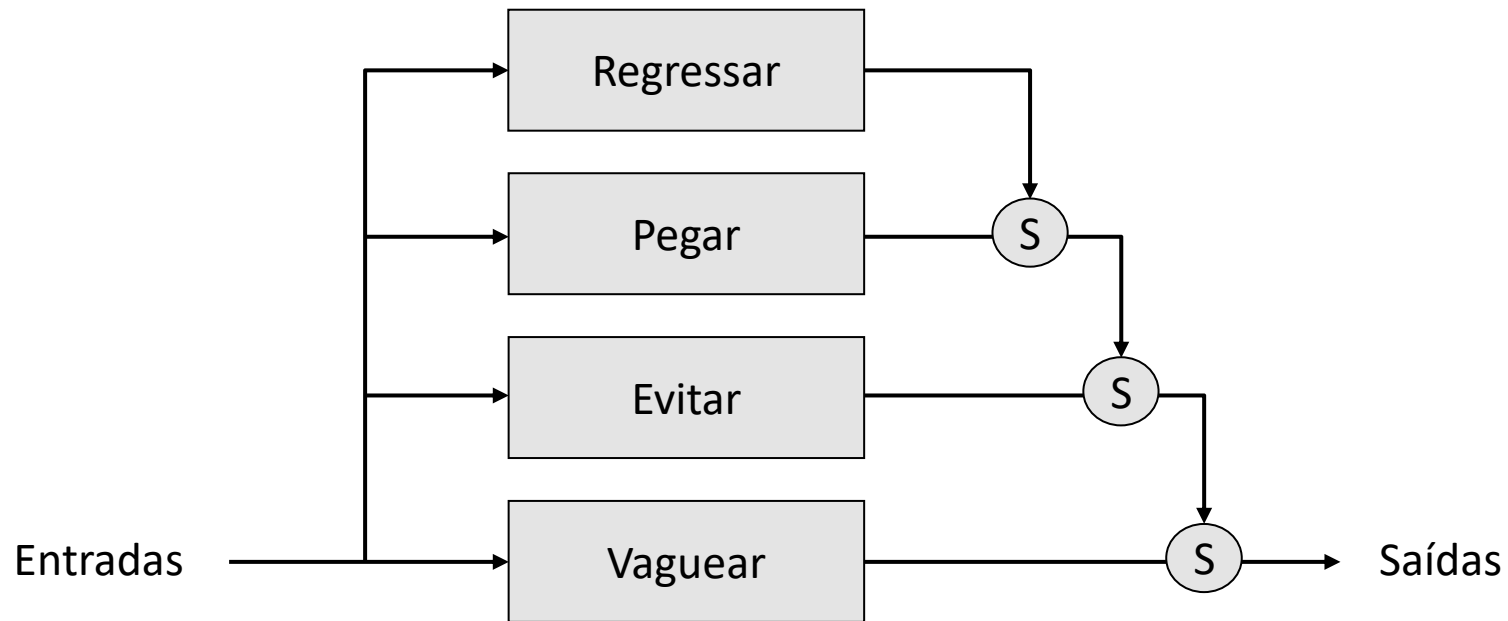 Regressar
Pegar
S
Evitar
S
Entradas
Vaguear
S
Saídas